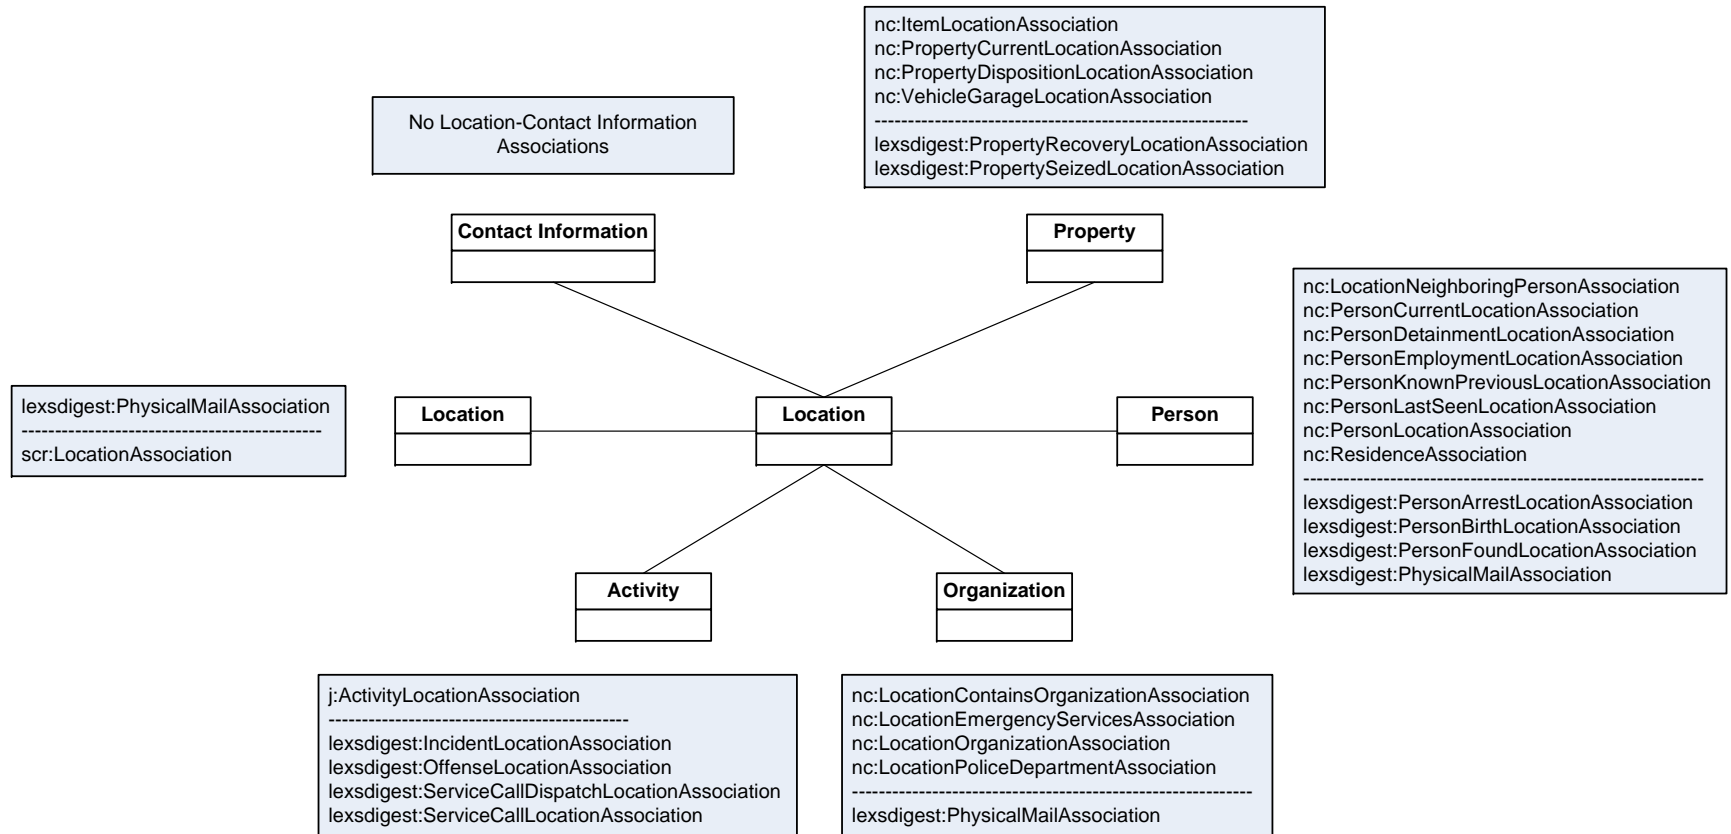 nc:ItemLocationAssociation
nc:PropertyCurrentLocationAssociation
nc:PropertyDispositionLocationAssociation
nc:VehicleGarageLocationAssociation
--------------------------------------------------------
lexsdigest:PropertyRecoveryLocationAssociation
lexsdigest:PropertySeizedLocationAssociation
No Location-Contact Information
Associations
Contact Information
Property
nc:LocationNeighboringPersonAssociation
nc:PersonCurrentLocationAssociation
nc:PersonDetainmentLocationAssociation
nc:PersonEmploymentLocationAssociation
nc:PersonKnownPreviousLocationAssociation
nc:PersonLastSeenLocationAssociation
nc:PersonLocationAssociation
nc:ResidenceAssociation
------------------------------------------------------------
lexsdigest:PersonArrestLocationAssociation
lexsdigest:PersonBirthLocationAssociation
lexsdigest:PersonFoundLocationAssociation
lexsdigest:PhysicalMailAssociation
lexsdigest:PhysicalMailAssociation
---------------------------------------------
scr:LocationAssociation
Location
Location
Person
Activity
Organization
j:ActivityLocationAssociation
---------------------------------------------
lexsdigest:IncidentLocationAssociation
lexsdigest:OffenseLocationAssociation
lexsdigest:ServiceCallDispatchLocationAssociation
lexsdigest:ServiceCallLocationAssociation
nc:LocationContainsOrganizationAssociation
nc:LocationEmergencyServicesAssociation
nc:LocationOrganizationAssociation
nc:LocationPoliceDepartmentAssociation
------------------------------------------------------------
lexsdigest:PhysicalMailAssociation